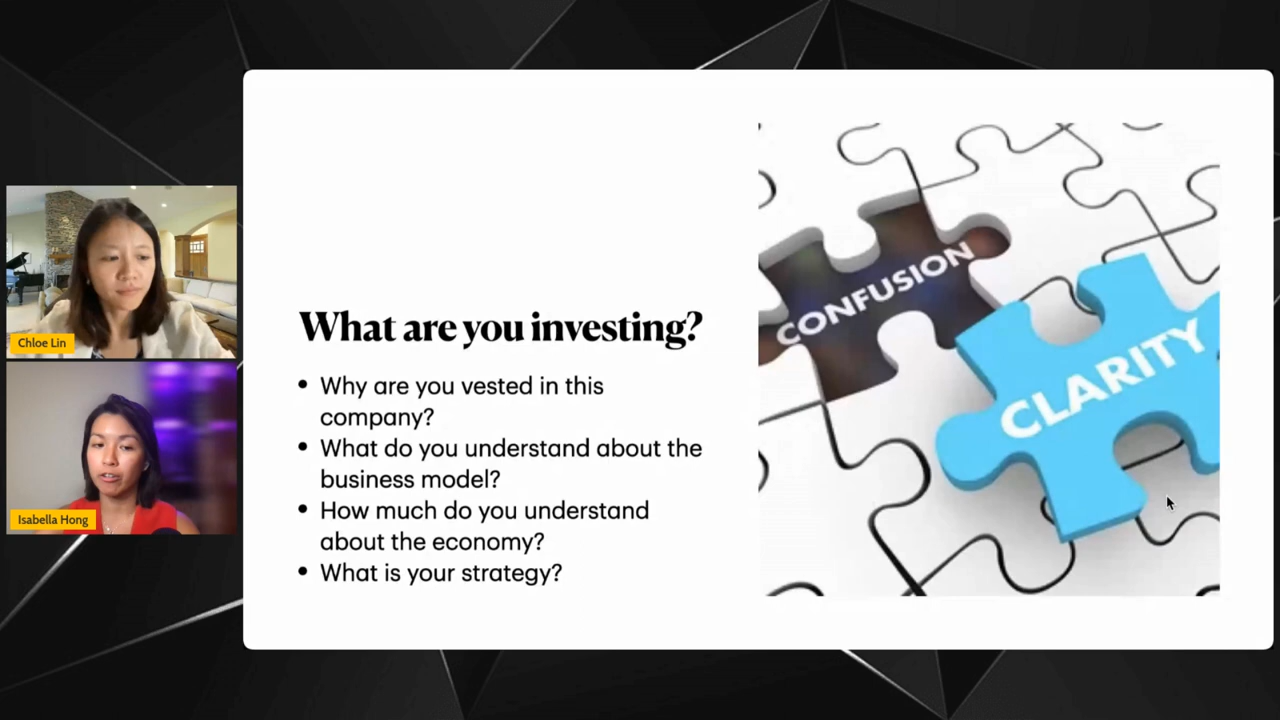 Chloe Lin
Isabella Hong
What are you investing?
• Why are you vested in this
company?
• What do you understand about the
business model?
• How much do you understand
about the economy?
• What is your strategy?
CONFUSION
CLARITY